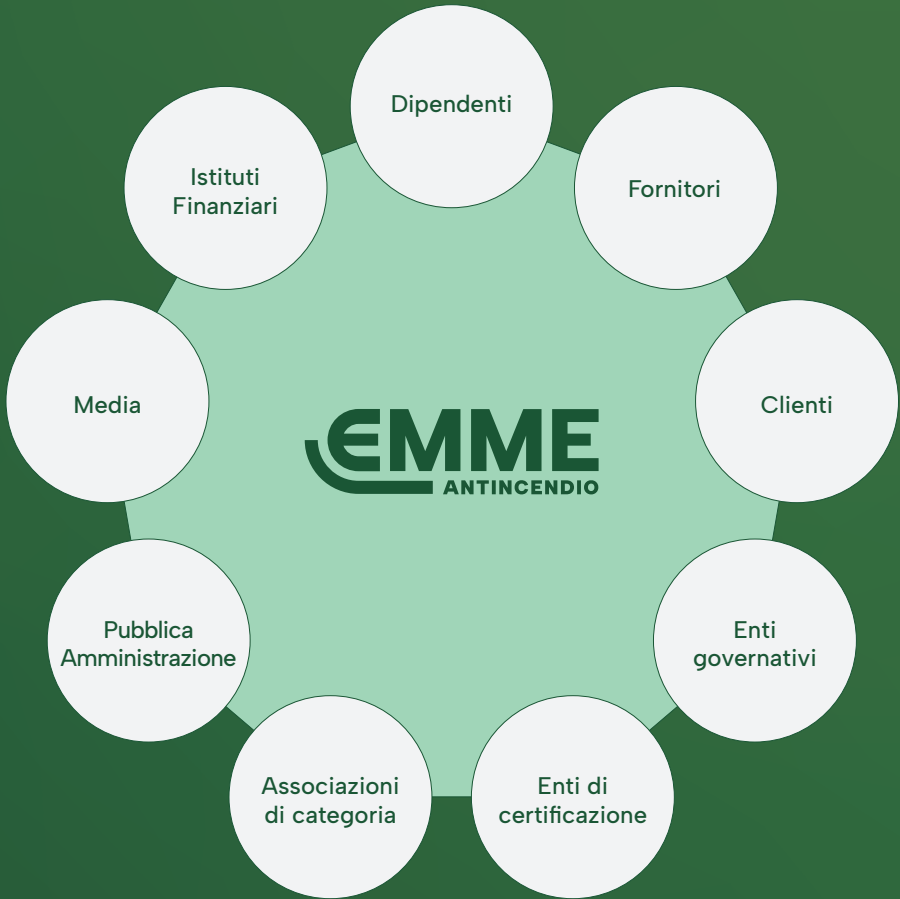 Dipendenti
Istituti
Finanziari
Fornitori
Media
Clienti
EMME
ANTINCENDIO
Pubblica
Amministrazione
Enti
governativi
Associazioni
di categoria
Enti di
certificazione